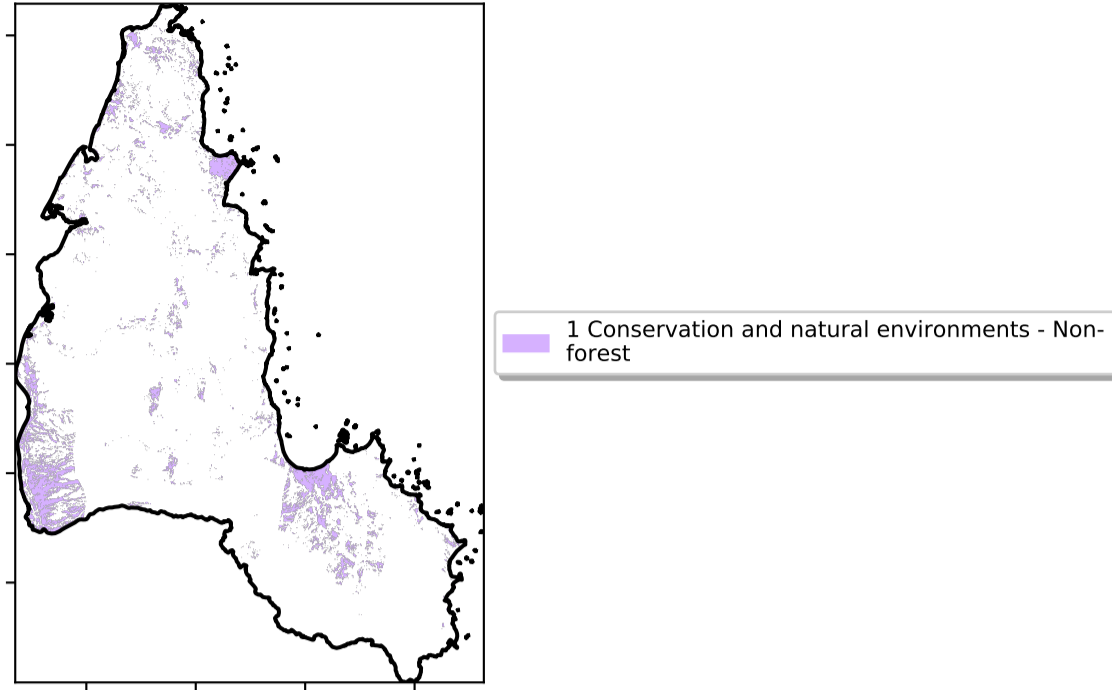 1 Conservation and natural environments - Non-
forest